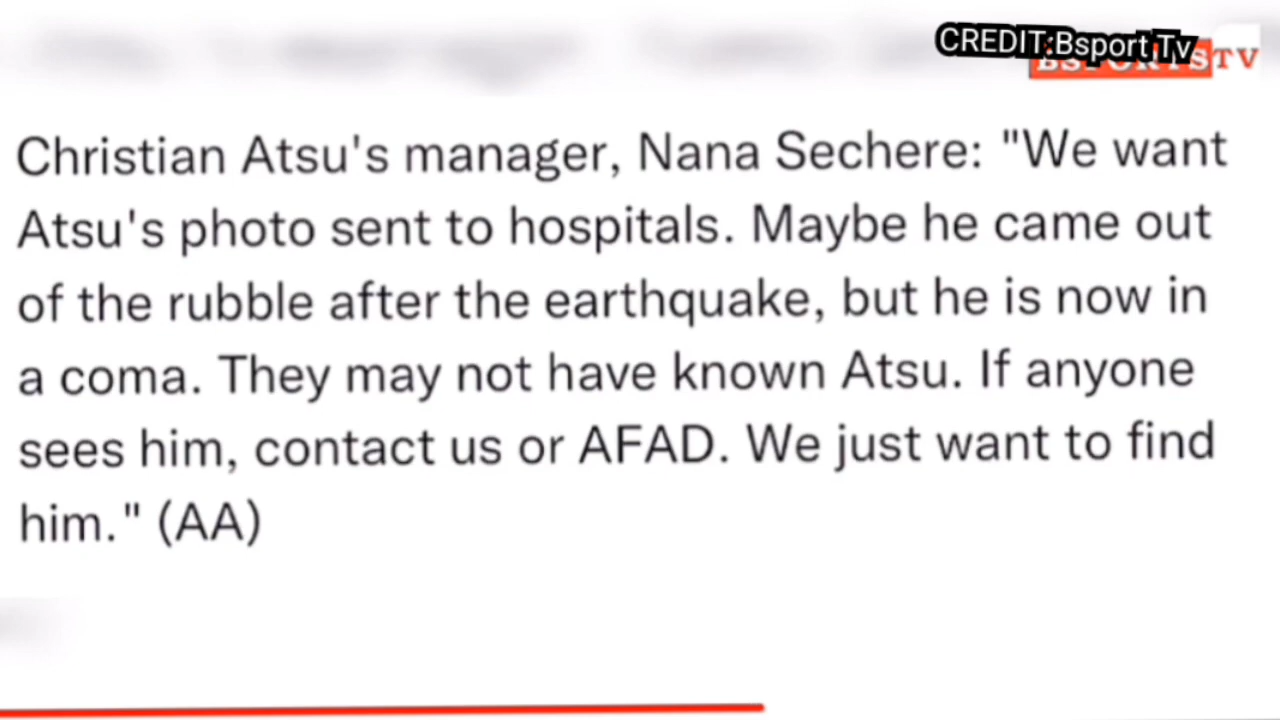 CREDIT:Bsport Tv
BSPORTSTV
Christian Atsu's manager, Nana Sechere: "We want
Atsu's photo sent to hospitals. Maybe he came out
of the rubble after the earthquake, but he is now in
a coma. They may not have known Atsu. If anyone
sees him, contact us or AFAD. We just want to find
him." (AA)